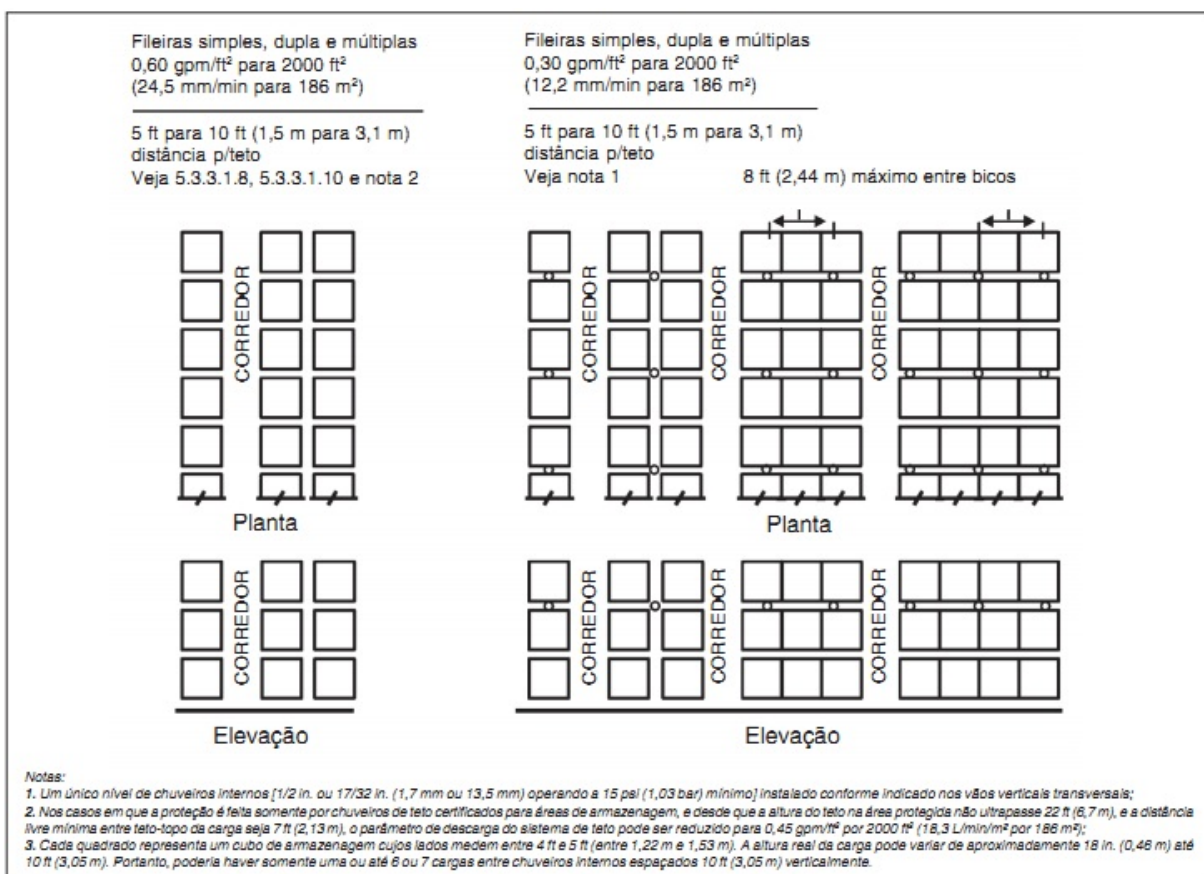 Fileiras simples, dupla e múltiplas
0,60 gpm/ft² para 2000 ft²
(24,5 mm/min para 186 m²)
5 ft para 10 ft (1,5 m para 3,1 m)
distância p/teto
Veja 5.3.3.1.8, 5.3.3.1.10 e nota 2
Fileiras simples, dupla e múltiplas
0,30 gpm/ft² para 2000 ft²
(12,2 mm/min para 186 m²)
5 ft para 10 ft (1,5 m para 3,1 m)
distância p/teto
Veja nota 1
8 ft (2,44 m) máximo entre bicos
l
l
CORREDOR
CORREDOR
CORREDOR
CORREDOR
Planta
Planta
CORREDOR
CORREDOR
CORREDOR
CORREDOR
Elevação
Elevação
Notas:
1. Um único nível de chuveiros internos [1/2 in. ou 17/32 in. (1,7 mm ou 13,5 mm) operando a 15 psi (1,03 bar) mínimo] instalado conforme indicado nos vãos verticais transversais;
2. Nos casos em que a proteção é feita somente por chuveiros de teto certificados para áreas de armazenagem, e desde que a altura do teto na área protegida não ultrapasse 22 ft (6,7 m), e a distância
livre mínima entre teto-topo da carga seja 7 ft (2,13 m), o parâmetro de descarga do sistema de teto pode ser reduzido para 0,45 gpm/ft² por 2000 ft² (18,3 L/min/m² por 186 m²);
3. Cada quadrado representa um cubo de armazenagem cujos lados medem entre 4 ft e 5 ft (entre 1,22 m e 1,53 m). A altura real da carga pode variar de aproximadamente 18 in. (0,46 m) até
10 ft (3,05 m). Portanto, poderia haver somente uma ou até 6 ou 7 cargas entre chuveiros internos espaçados 10 ft (3,05 m) verticalmente.